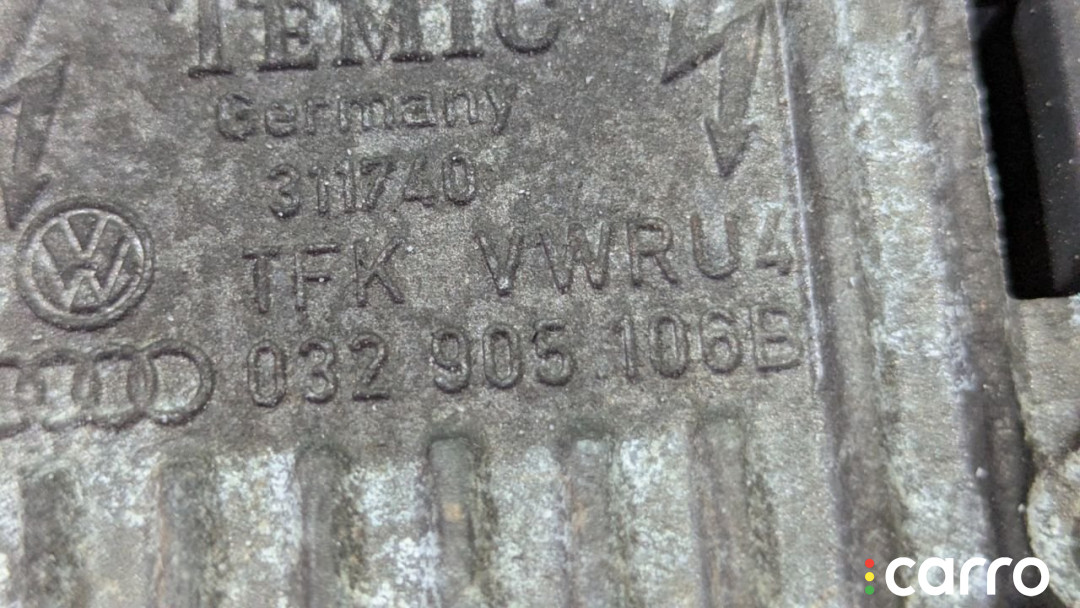 TEMIC
Germany
311740
TFK VWRU4
032 905 106B
carro